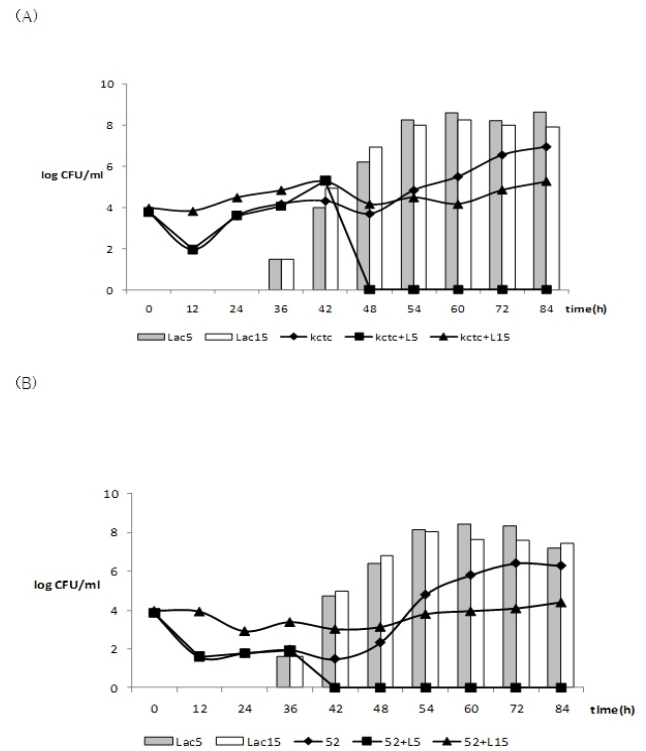 (A)
10
8
log CFU/ml
6
4
2
0
0 12 24 36 42 48 54 60 72 84 time(h)
Lac5 Lac15 kctc kctc+L5 kctc+L15
(B)
10
8
6
log CFU/ml
4
2
0
0 12 24 36 42 48 54 60 72 84 time(h)
Lac5 Lac15 52 52+L5 52+L15